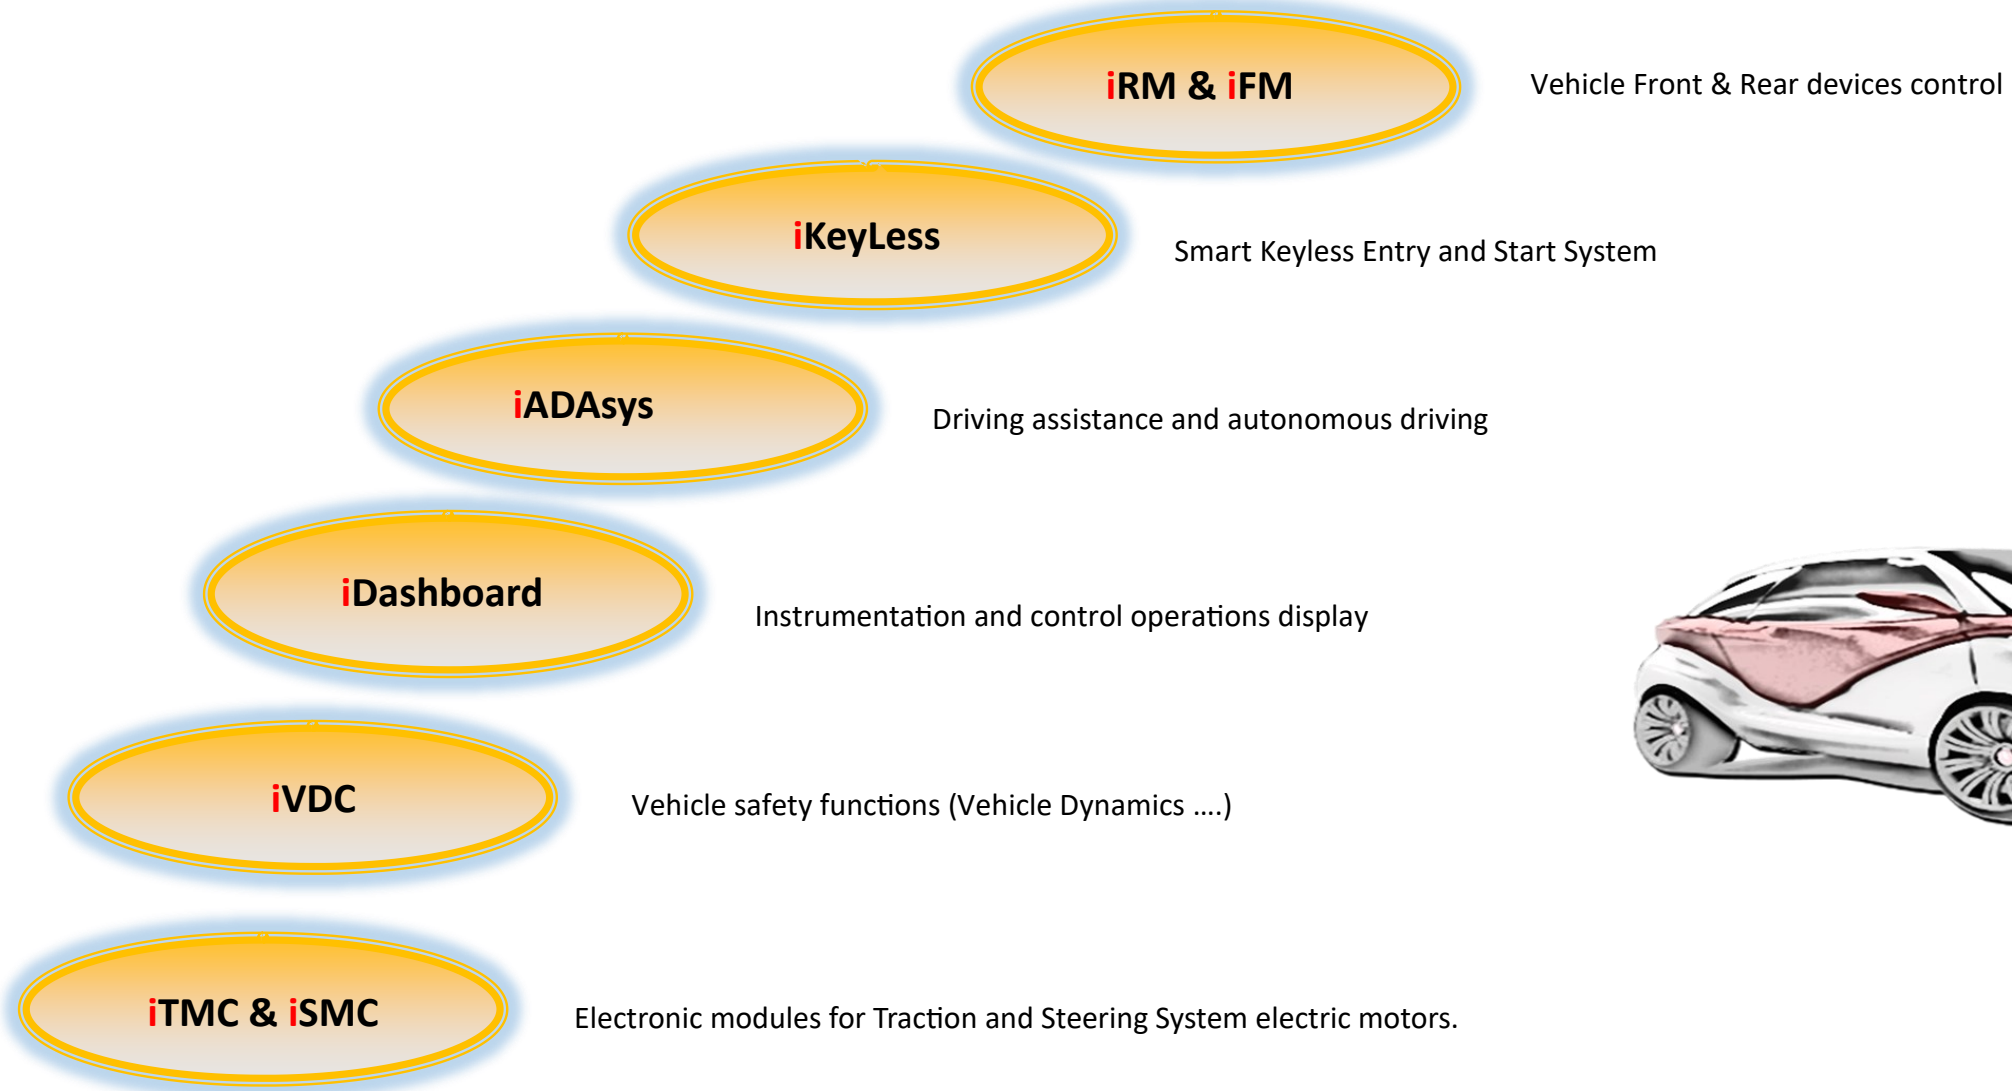 iRM & iFM
Vehicle Front & Rear devices control
iKeyLess
Smart Keyless Entry and Start System
iADAsys
Driving assistance and autonomous driving
iDashboard
Instrumentation and control operations display
iVDC
Vehicle safety functions (Vehicle Dynamics ....)
iTMC & iSMC
Electronic modules for Traction and Steering System electric motors.